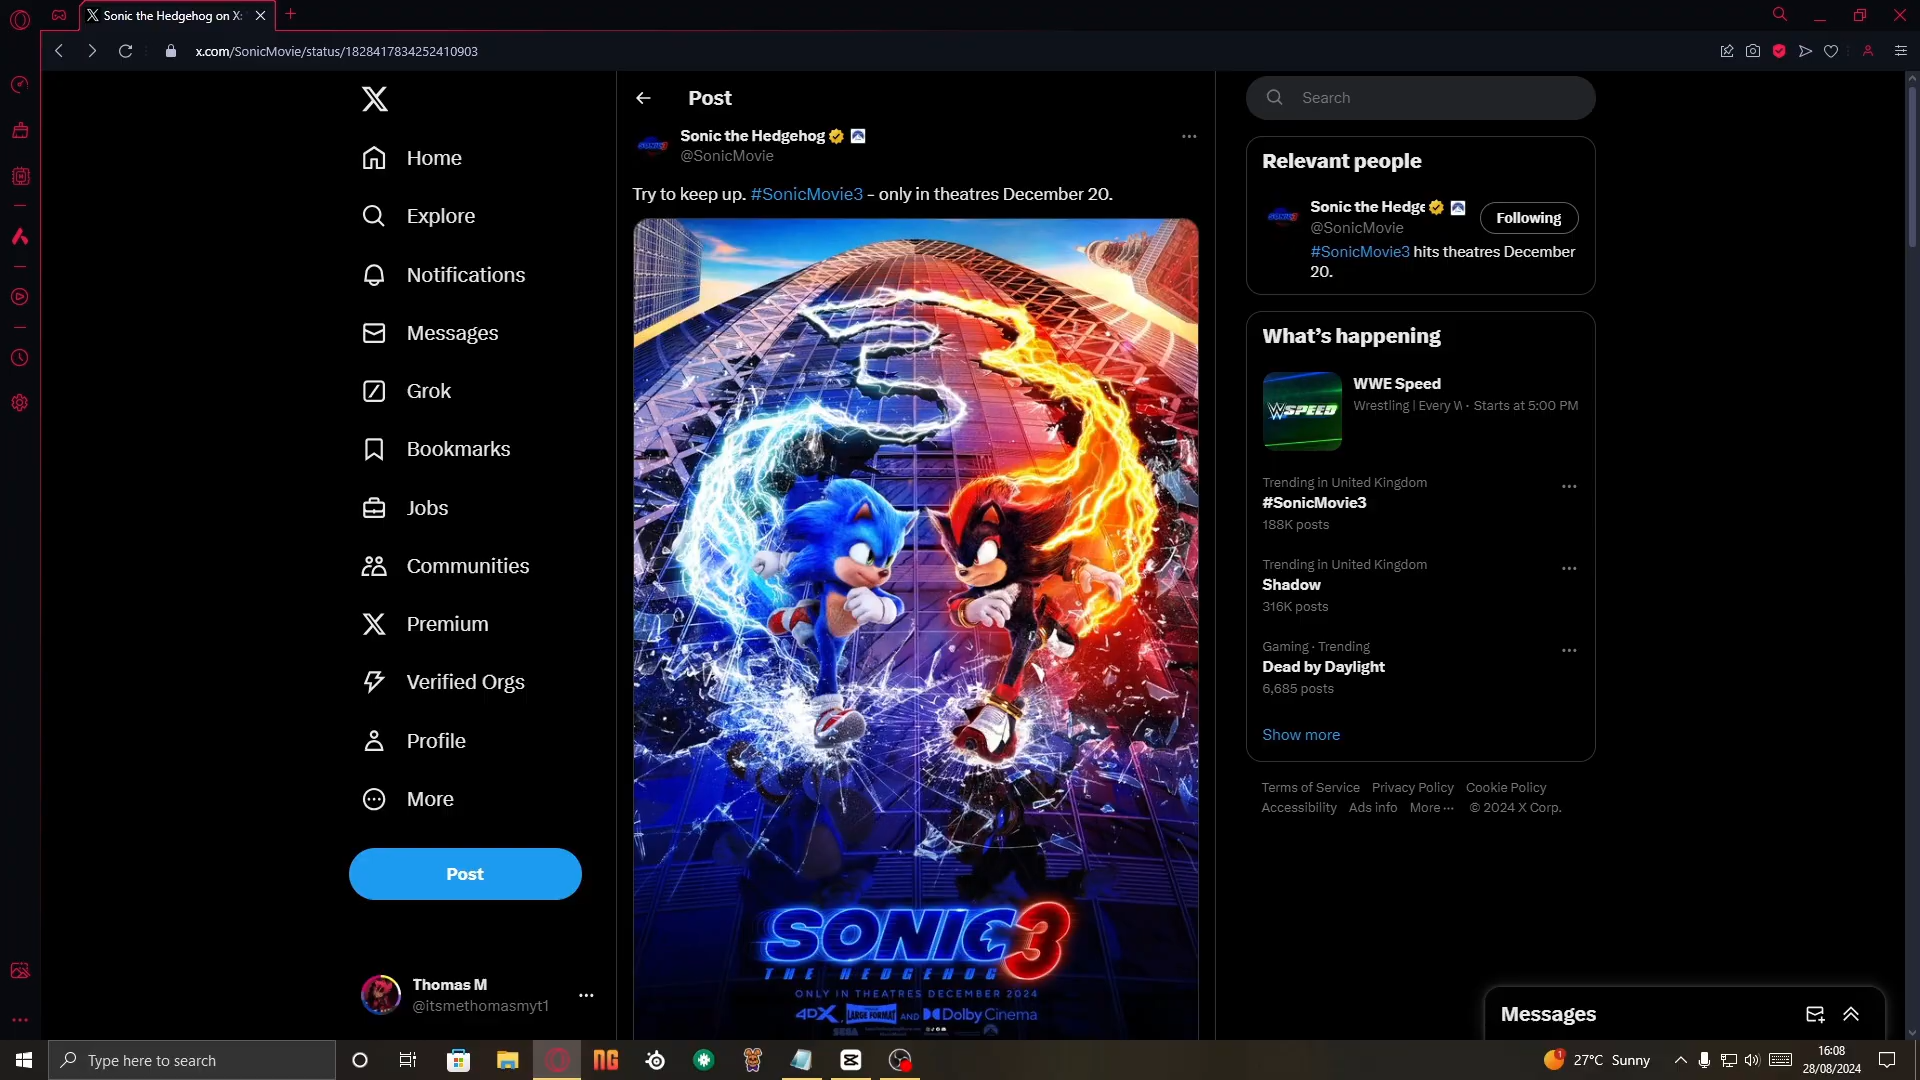 Sonic the Hedgehog on X:
x.com/SonicMovie/status/1828417834252410903
Home
Explore
Notifications
Messages
Grok
Bookmarks
Jobs
Communities
Premium
Verified Orgs
Profile
More
Post
Thomas M
@itsmethomasmyt1
Post
Sonic the Hedgehog
@SonicMovie
Try to keep up. #SonicMovie3 - only in theatres December 20.
SONIC 3
THE HEDGEHOG
ONLY IN THEATRES DECEMBER 2024
4DX, LARGE FORMAT AND Dolby Cinema
SEGA
Search
Relevant people
Sonic the Hedge
@SonicMovie
Following
#SonicMovie3 hits theatres December
20.
What's happening
WWE Speed
Wrestling | Every W · Starts at 5:00 PM
WSPEED
Trending in United Kingdom
#SonicMovie3
188K posts
Trending in United Kingdom
Shadow
316K posts
Gaming · Trending
Dead by Daylight
6,685 posts
Show more
Terms of Service Privacy Policy Cookie Policy
Accessibility Ads info More ··· © 2024 X Corp.
Messages
Type here to search
NG
1
27°C Sunny
16:08
28/08/2024